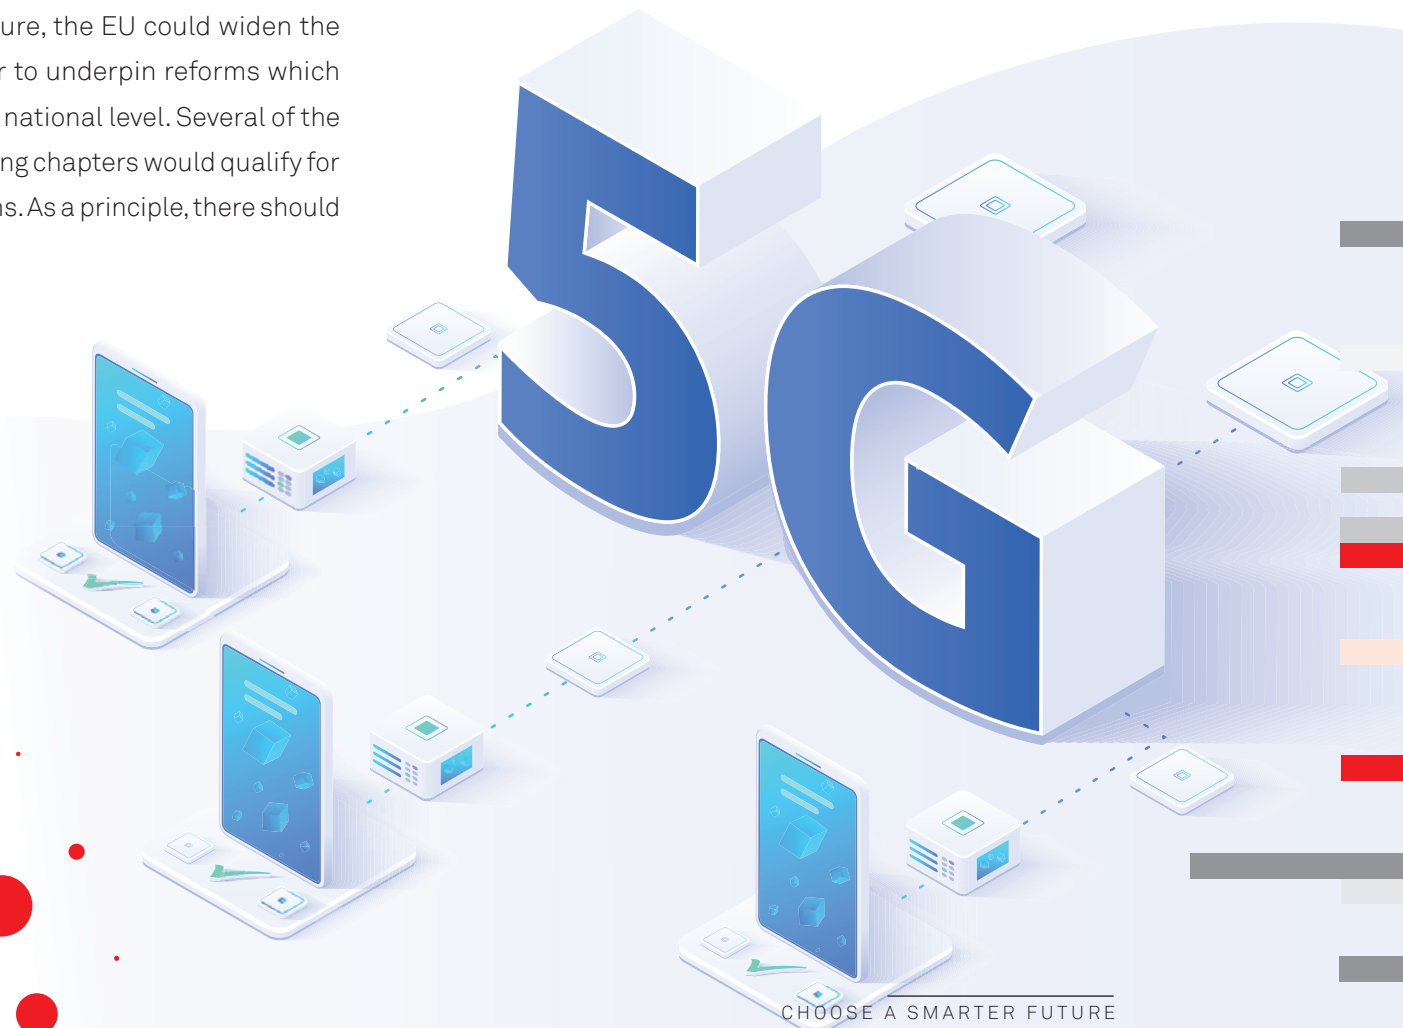 ure, the EU could widen the
r to underpin reforms which
national level. Several of the
ng chapters would qualify for
ns. As a principle, there should
5G
CHOOSE A SMARTER FUTURE